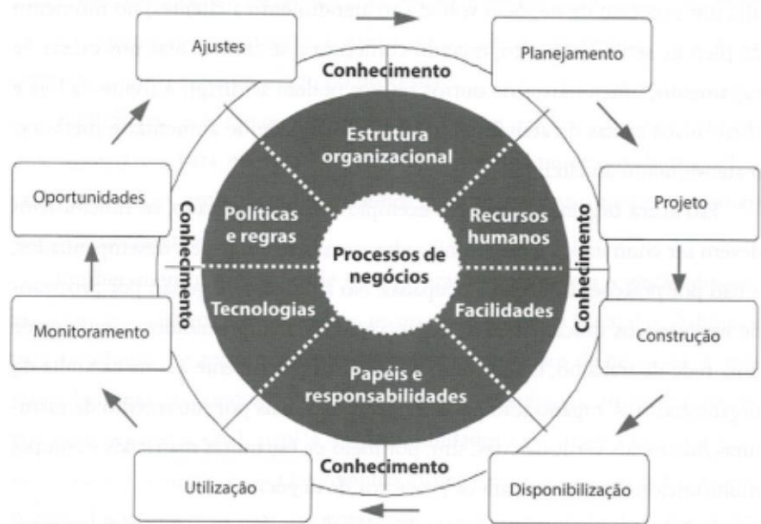 Ajustes
Planejamento
Conhecimento
Estrutura
organizacional
Oportunidades
Políticas
e regras
Recursos
humanos
Projeto
Conhecimento
Processos de
negócios
Conhecimento
Tecnologias
Facilidades
Monitoramento
Construção
Papéis e
responsabilidades
Conhecimento
Utilização
Disponibilização